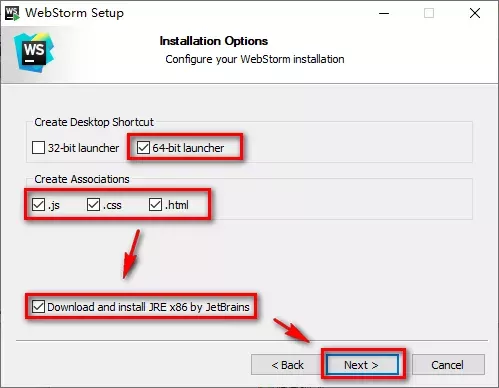 WS WebStorm Setup
WS
Installation Options
Configure your WebStorm installation
Create Desktop Shortcut
32-bit launcher 64-bit launcher
Create Associations
.js .css .html
Download and install JRE x86 by JetBrains
< Back Next > Cancel